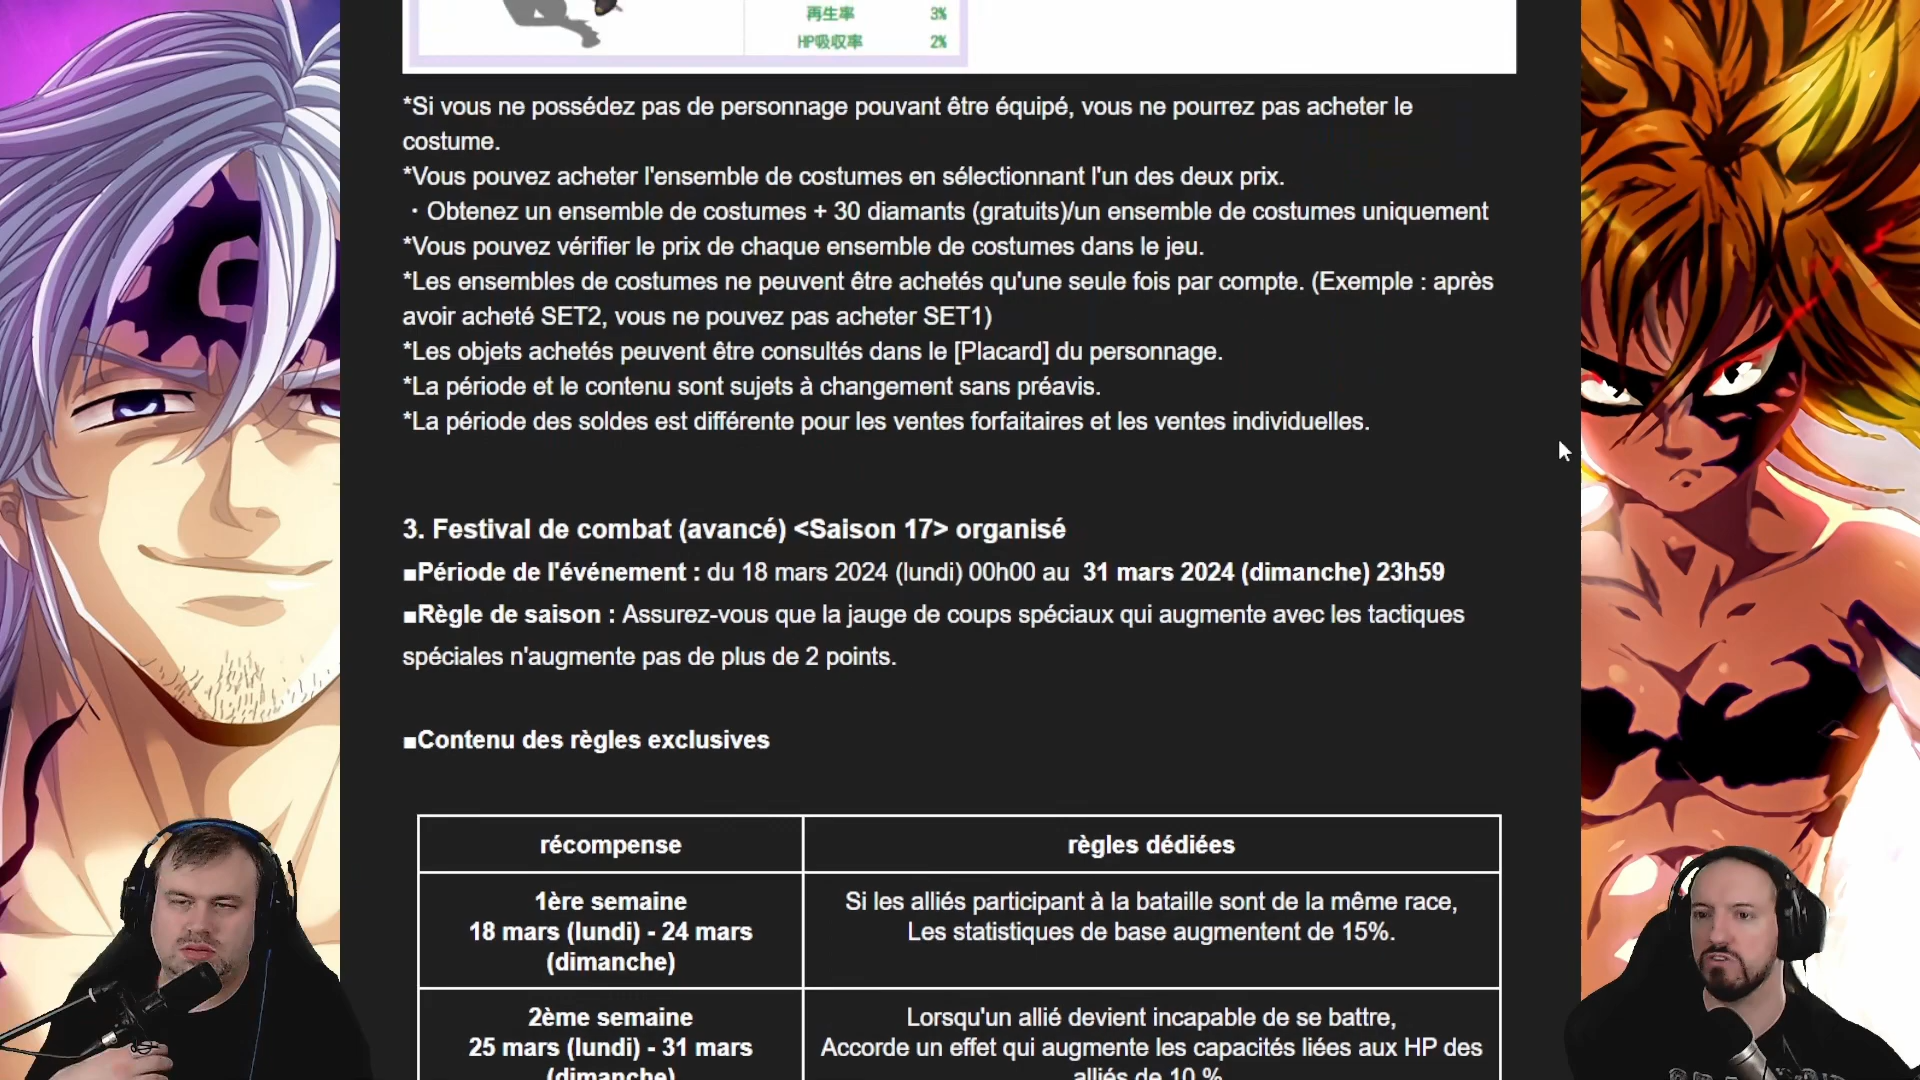 再生率 3%
HP吸収率 2%
*Si vous ne possédez pas de personnage pouvant être équipé, vous ne pourrez pas acheter le
costume.
*Vous pouvez acheter l'ensemble de costumes en sélectionnant l'un des deux prix.
・Obtenez un ensemble de costumes + 30 diamants (gratuits)/un ensemble de costumes uniquement
*Vous pouvez vérifier le prix de chaque ensemble de costumes dans le jeu.
*Les ensembles de costumes ne peuvent être achetés qu'une seule fois par compte. (Exemple : après
avoir acheté SET2, vous ne pouvez pas acheter SET1)
*Les objets achetés peuvent être consultés dans le [Placard] du personnage.
*La période et le contenu sont sujets à changement sans préavis.
*La période des soldes est différente pour les ventes forfaitaires et les ventes individuelles.
3. Festival de combat (avancé) <Saison 17> organisé
■Période de l'événement : du 18 mars 2024 (lundi) 00h00 au 31 mars 2024 (dimanche) 23h59
■Règle de saison : Assurez-vous que la jauge de coups spéciaux qui augmente avec les tactiques
spéciales n'augmente pas de plus de 2 points.
■Contenu des règles exclusives
récompense
règles dédiées
1ère semaine
18 mars (lundi) - 24 mars
(dimanche)
Si les alliés participant à la bataille sont de la même race,
Les statistiques de base augmentent de 15%.
2ème semaine
25 mars (lundi) - 31 mars
(dimanche)
Lorsqu'un allié devient incapable de se battre,
Accorde un effet qui augmente les capacités liées aux HP des
alliés de 10 %